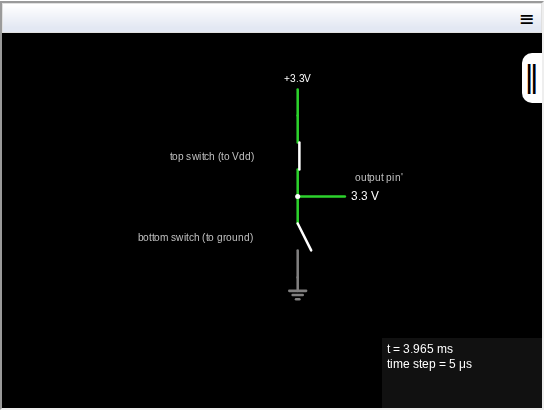 +3.3V
top switch (to Vdd)
output pin'
3.3 V
bottom switch (to ground)
t = 3.965 ms
time step = 5 μs